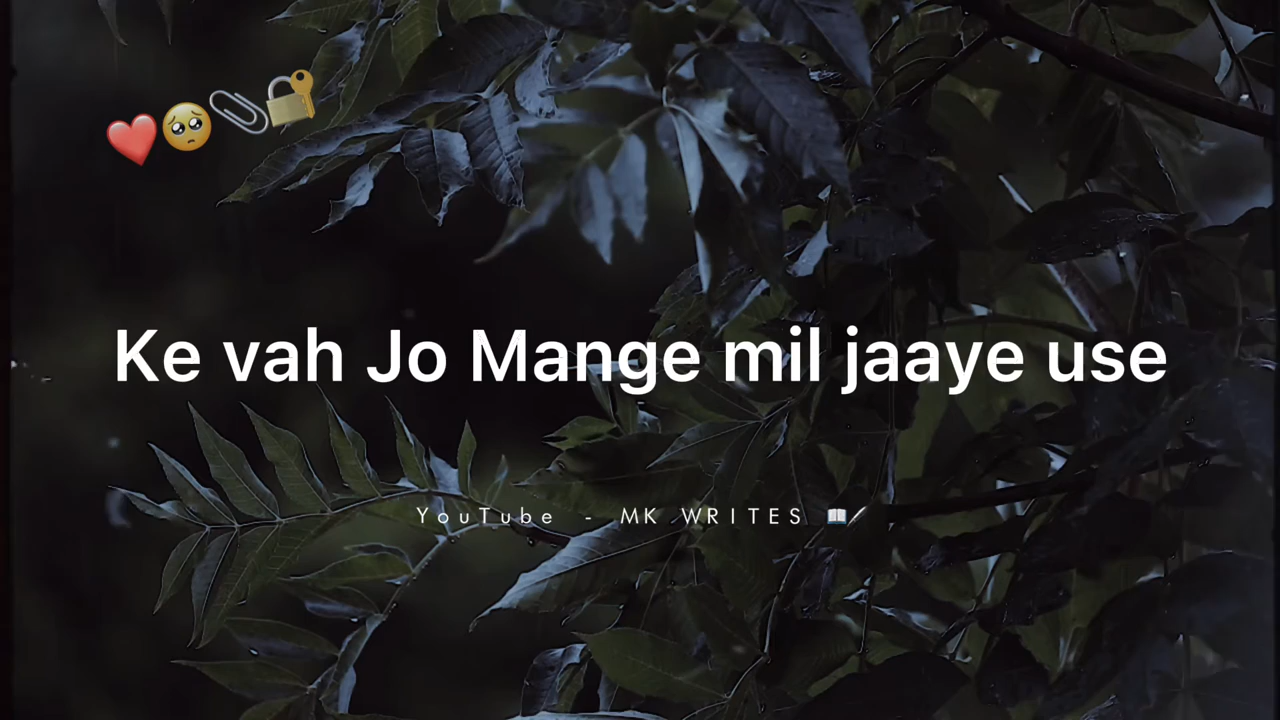 ❤️🥺📎🔐
Ke vah Jo Mange mil jaaye use
YouTube - MK WRITES 📖🖊️